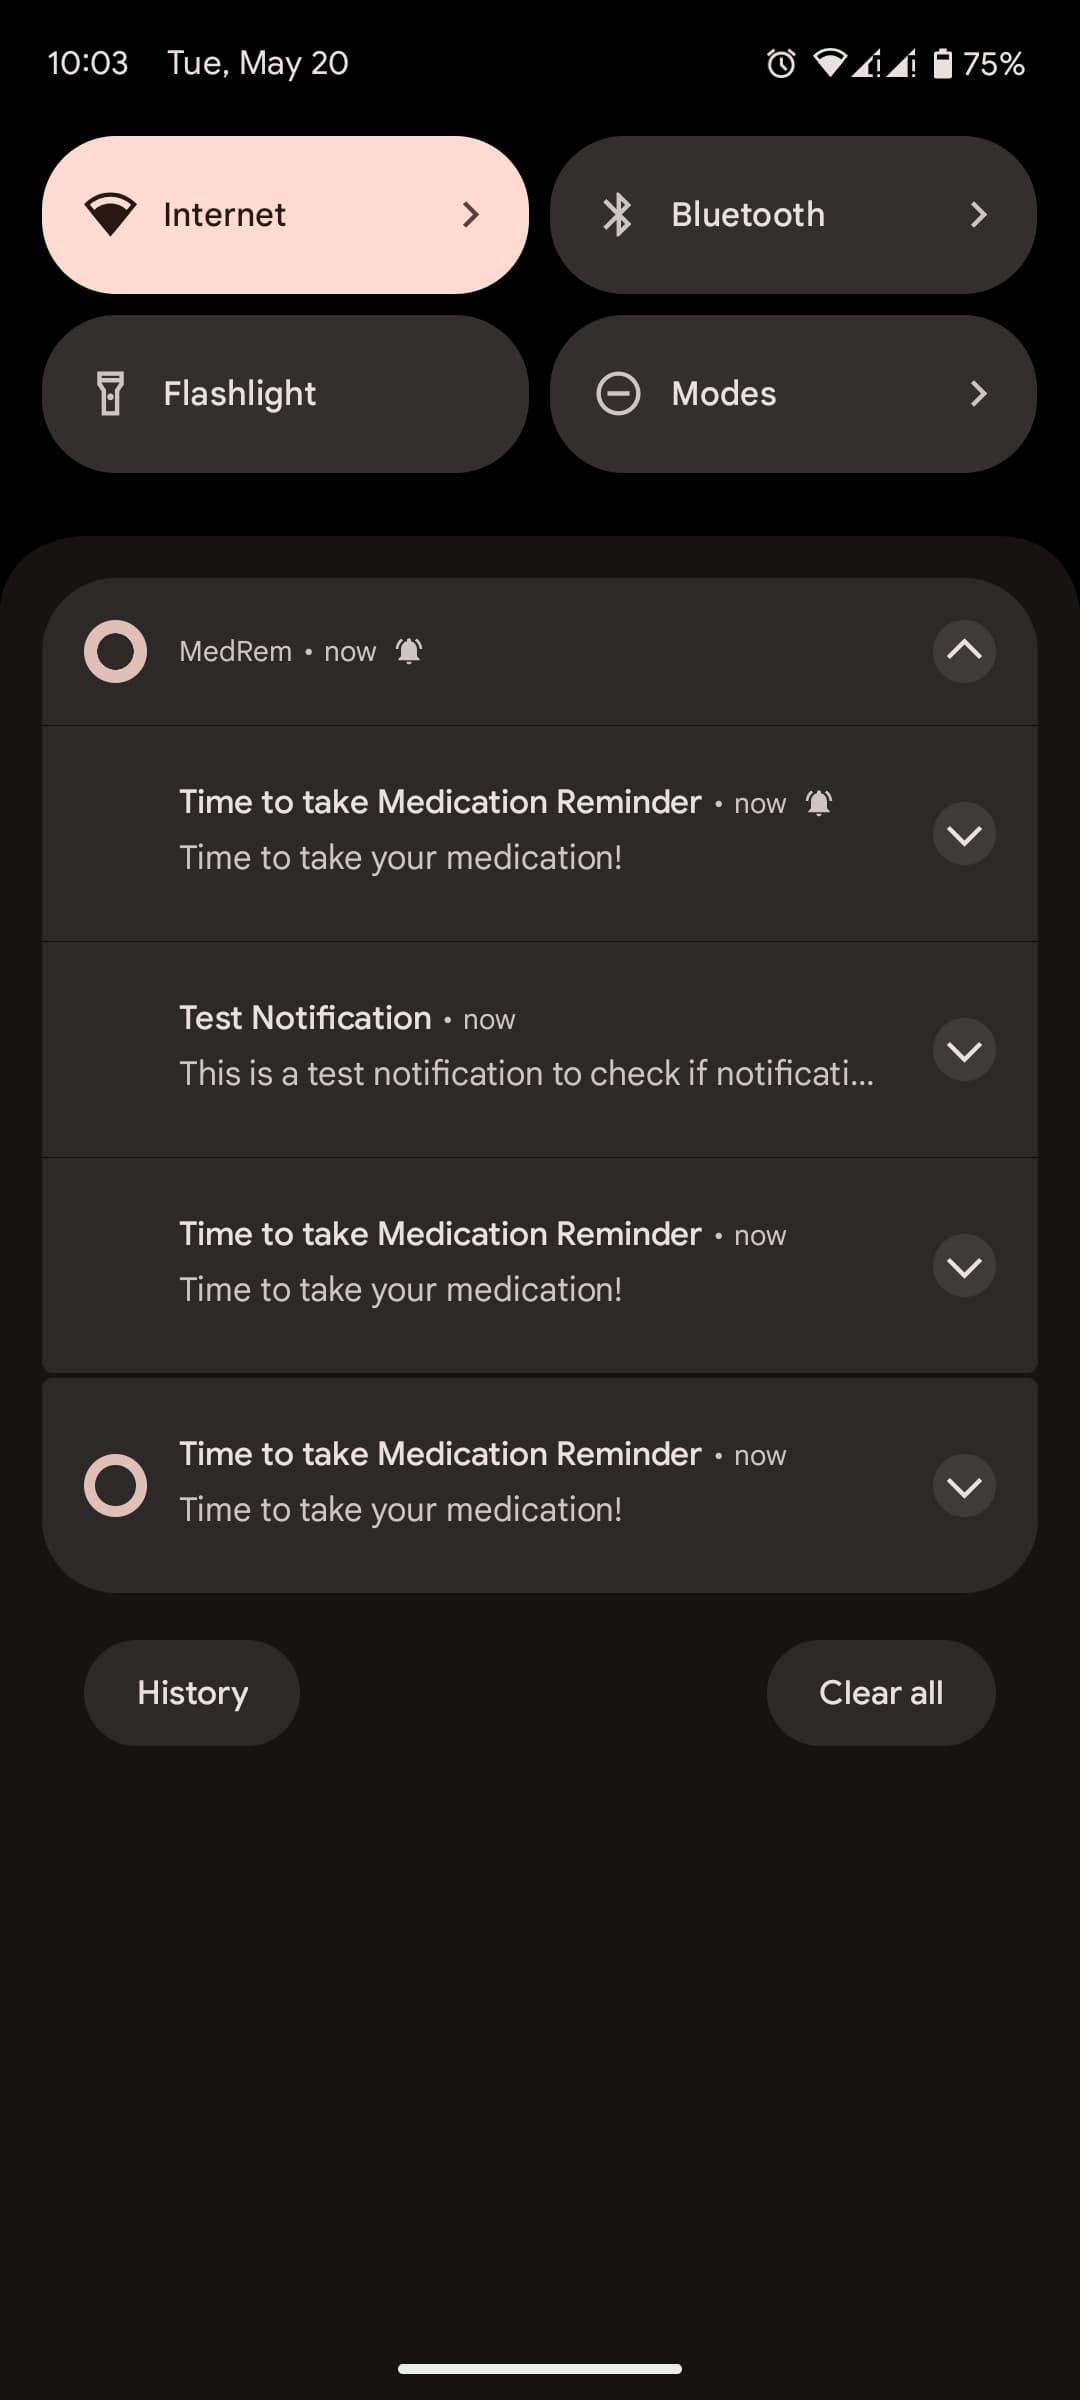 10:03 Tue, May 20 75%
Internet
Bluetooth
Flashlight
Modes
MedRem • now
Time to take Medication Reminder • now
Time to take your medication!
Test Notification • now
This is a test notification to check if notificati...
Time to take Medication Reminder • now
Time to take your medication!
Time to take Medication Reminder • now
Time to take your medication!
History
Clear all